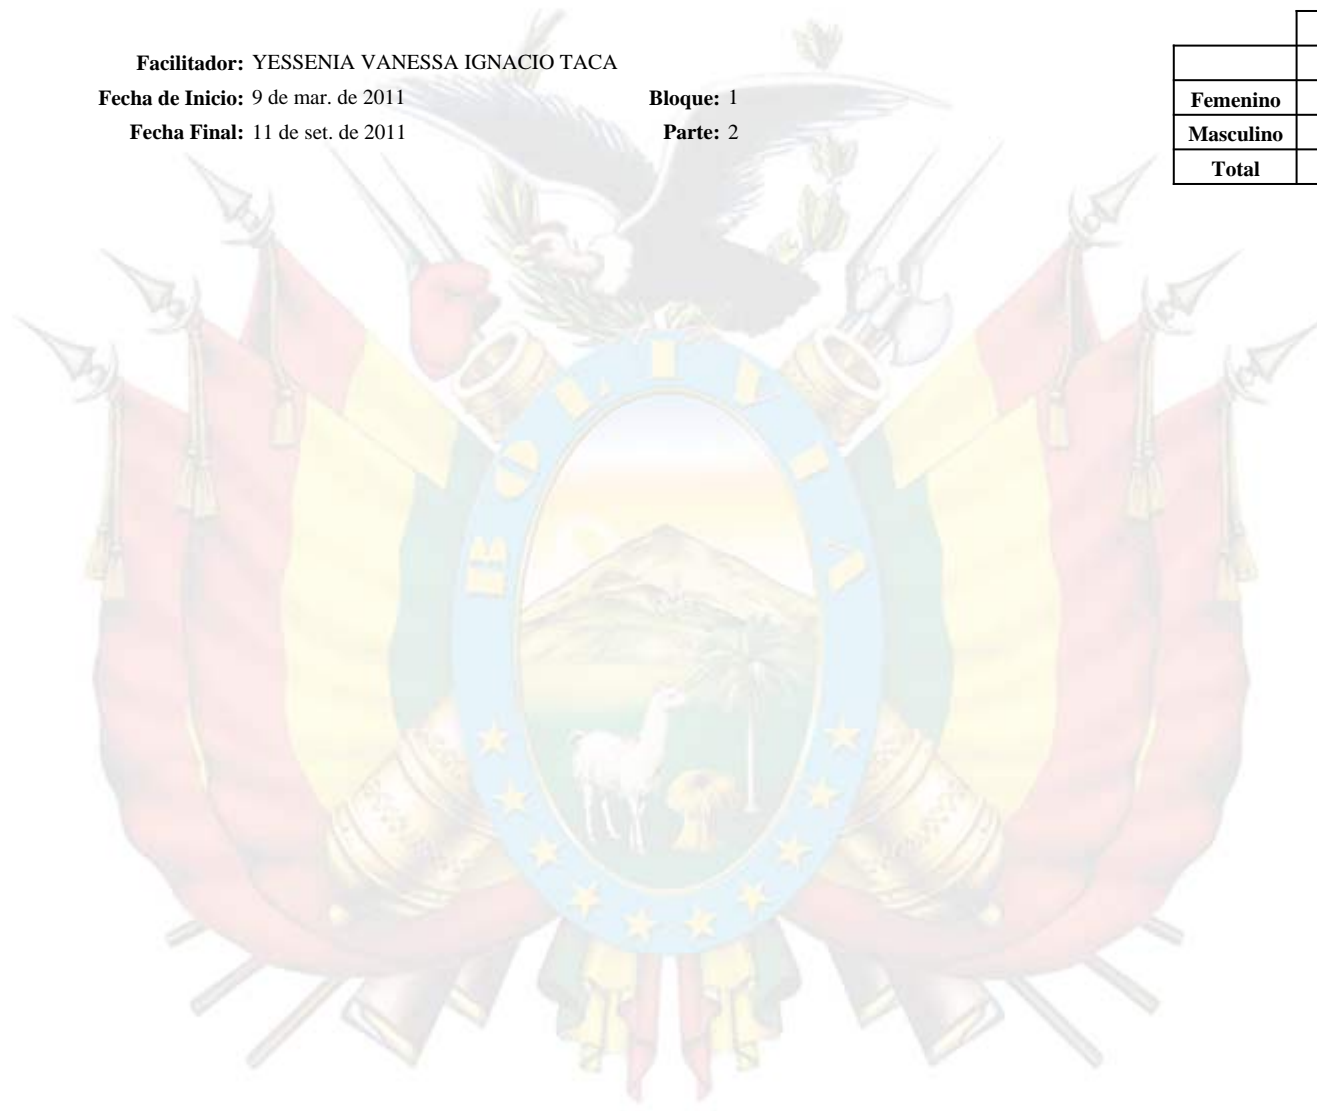 Facilitador: YESSENIA VANESSA IGNACIO TACA
Fecha de Inicio: 9 de mar. de 2011 Bloque: 1
Fecha Final: 11 de set. de 2011 Parte: 2
Femenino
Masculino
Total
BOLIVIA